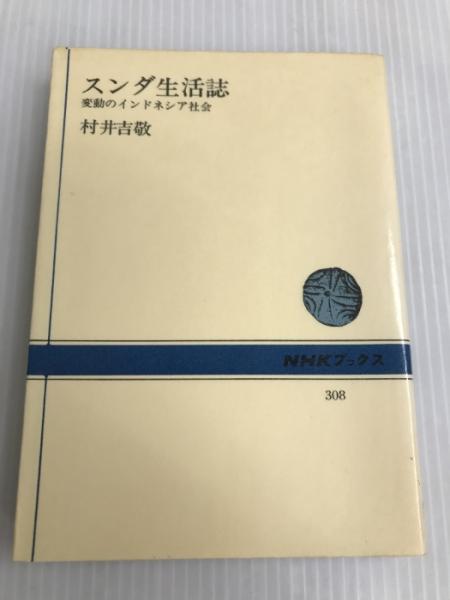 スンダ生活誌
変動のインドネシア社会
村井吉敬
NHKブックス
308